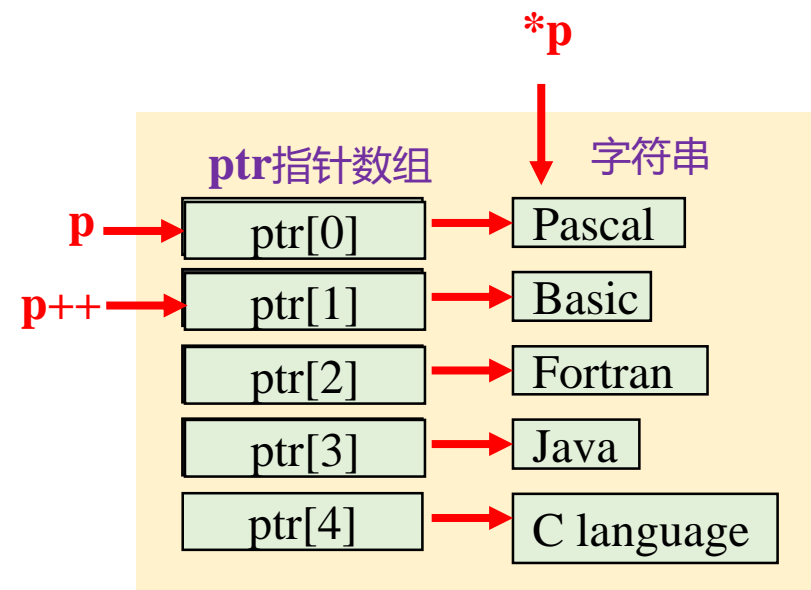 *p
ptr指针数组
字符串
p
ptr[0]
Pascal
p++
ptr[1]
Basic
ptr[2]
Fortran
ptr[3]
Java
ptr[4]
C language